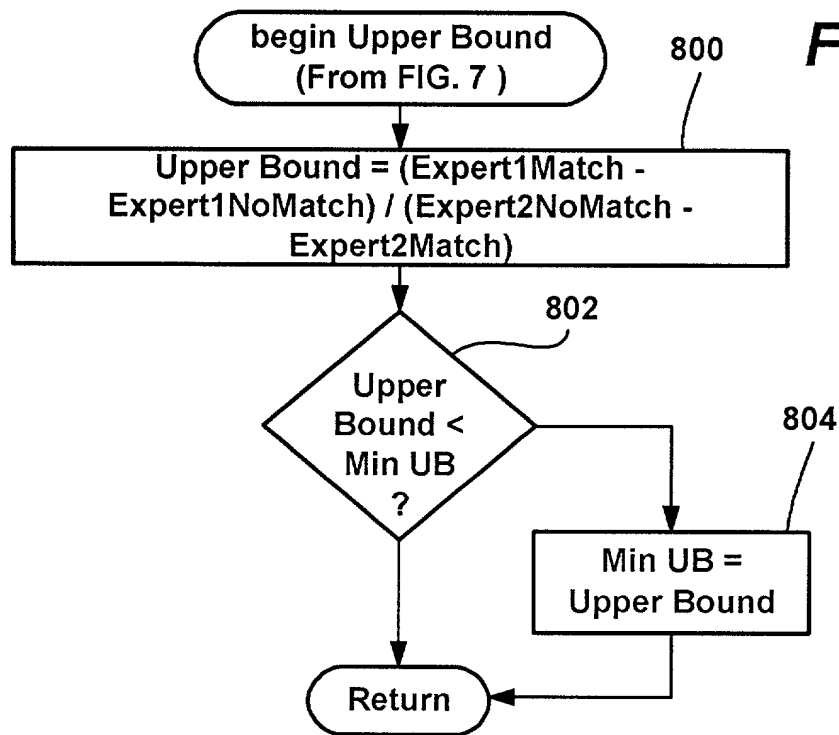 begin Upper Bound
(From FIG. 7 )
F
800
Upper Bound = (Expert1Match -
Expert1NoMatch) / (Expert2NoMatch -
Expert2Match)
802
Upper
Bound <
Min UB
?
804
Min UB =
Upper Bound
Return